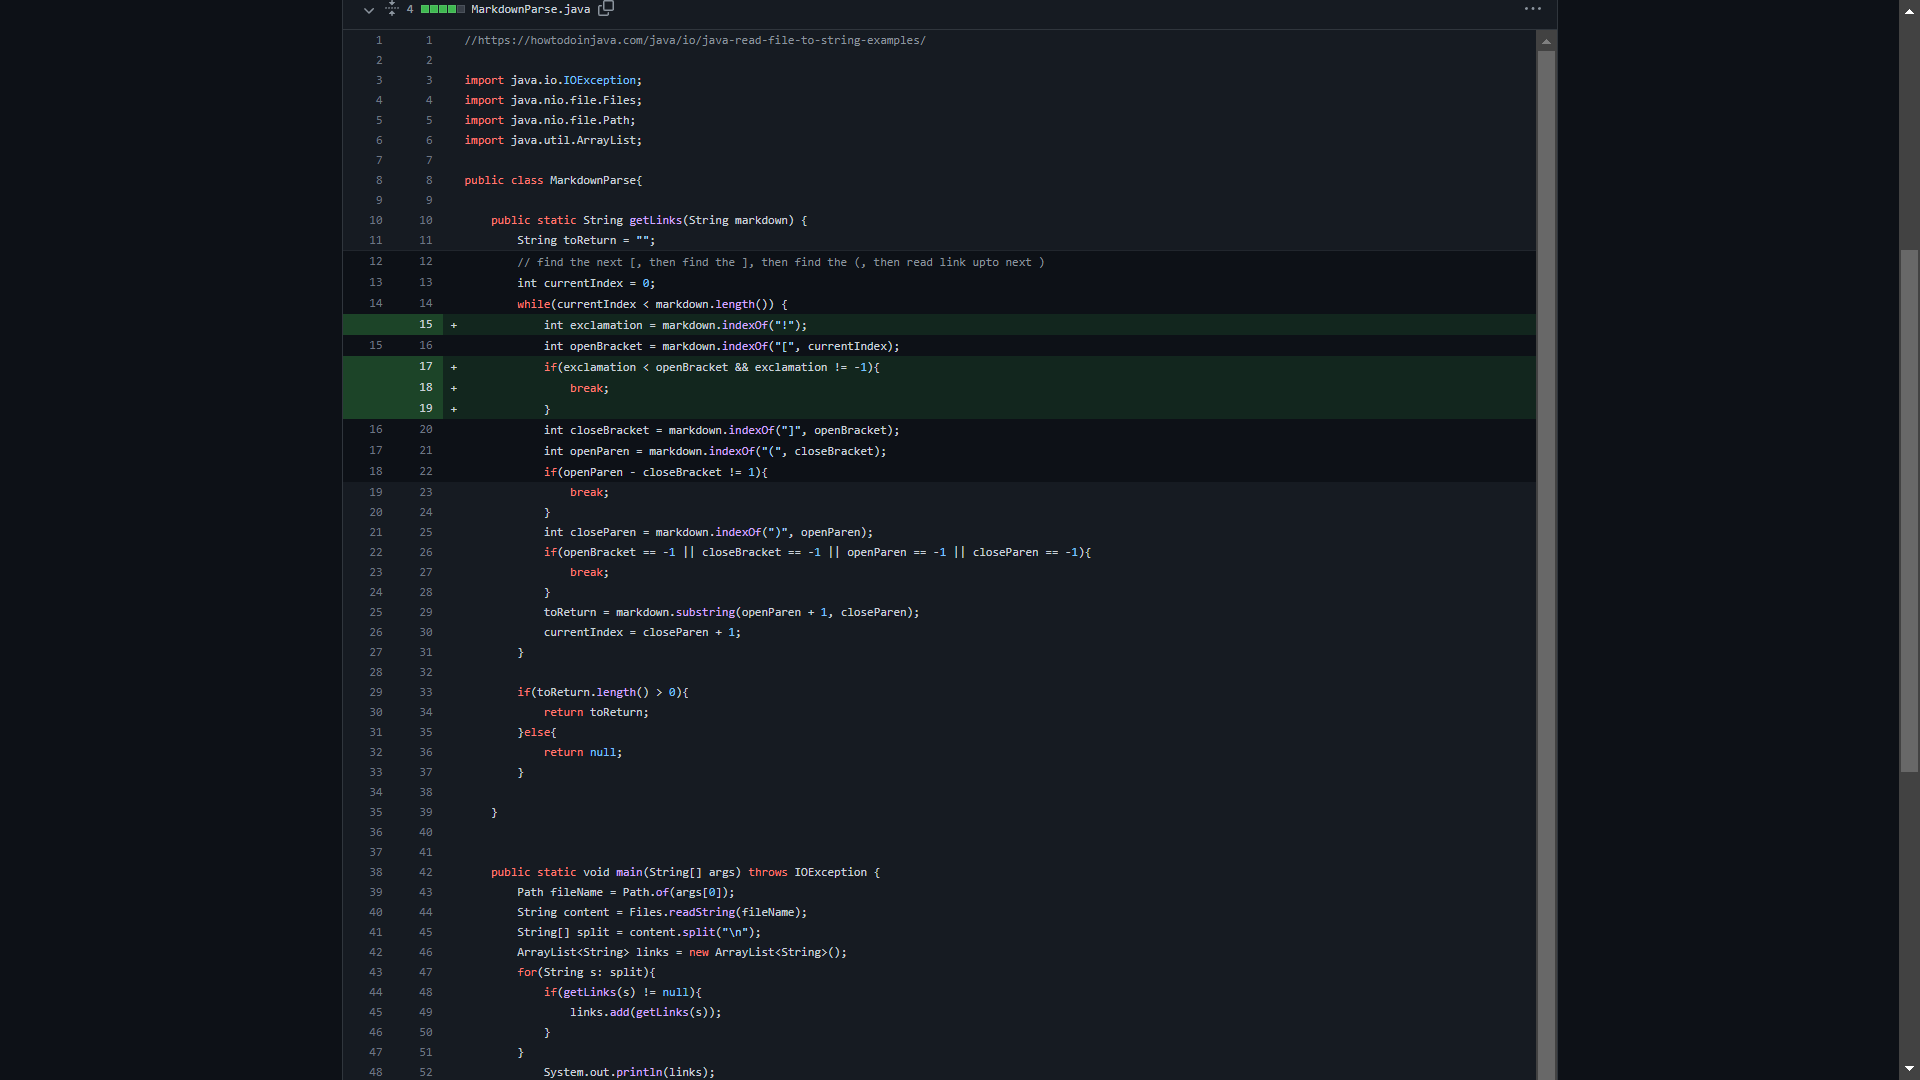 4 MarkdownParse.java
1 1 //https://howtodoinjava.com/java/io/java-read-file-to-string-examples/
2 2
3 3 import java.io.IOException;
4 4 import java.nio.file.Files;
5 5 import java.nio.file.Path;
6 6 import java.util.ArrayList;
7 7
8 8 public class MarkdownParse{
9 9
10 10 public static String getLinks(String markdown) {
11 11 String toReturn = "";
12 12 // find the next [, then find the ], then find the (, then read link upto next )
13 13 int currentIndex = 0;
14 14 while(currentIndex < markdown.length()) {
15 + int exclamation = markdown.indexOf("!");
15 16 int openBracket = markdown.indexOf("[", currentIndex);
17 + if(exclamation < openBracket && exclamation != -1){
18 + break;
19 + }
16 20 int closeBracket = markdown.indexOf("]", openBracket);
17 21 int openParen = markdown.indexOf("(", closeBracket);
18 22 if(openParen - closeBracket != 1){
19 23 break;
20 24 }
21 25 int closeParen = markdown.indexOf(")", openParen);
22 26 if(openBracket == -1 || closeBracket == -1 || openParen == -1 || closeParen == -1){
23 27 break;
24 28 }
25 29 toReturn = markdown.substring(openParen + 1, closeParen);
26 30 currentIndex = closeParen + 1;
27 31 }
28 32
29 33 if(toReturn.length() > 0){
30 34 return toReturn;
31 35 }else{
32 36 return null;
33 37 }
34 38
35 39 }
36 40
37 41
38 42 public static void main(String[] args) throws IOException {
39 43 Path fileName = Path.of(args[0]);
40 44 String content = Files.readString(fileName);
41 45 String[] split = content.split("\n");
42 46 ArrayList<String> links = new ArrayList<String>();
43 47 for(String s: split){
44 48 if(getLinks(s) != null){
45 49 links.add(getLinks(s));
46 50 }
47 51 }
48 52 System.out.println(links);